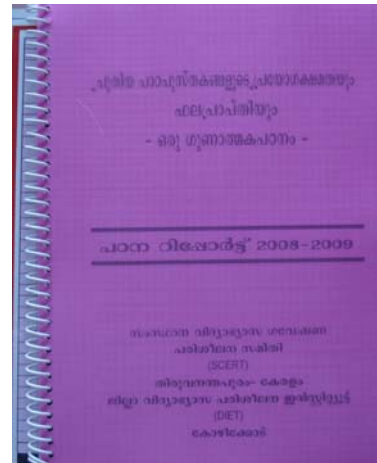 പുതിയ പാഠപുസ്തകങ്ങളുടെ പ്രയോഗക്ഷമതയും
ഫലപ്രാപ്തിയും
- ഒരു ഗുണാത്മകപഠനം -
പഠന റിപ്പോർട്ട് 2008-2009
സംസ്ഥാന വിദ്യാഭ്യാസ ഗവേഷണ
പരിശീലന സമിതി
(SCERT)
തിരുവനന്തപുരം- കേരളം
ജില്ലാ വിദ്യാഭ്യാസ പരിശീലന ഇൻസ്റ്റിറ്റ്യൂട്ട്
(DIET)
കോഴിക്കോട്